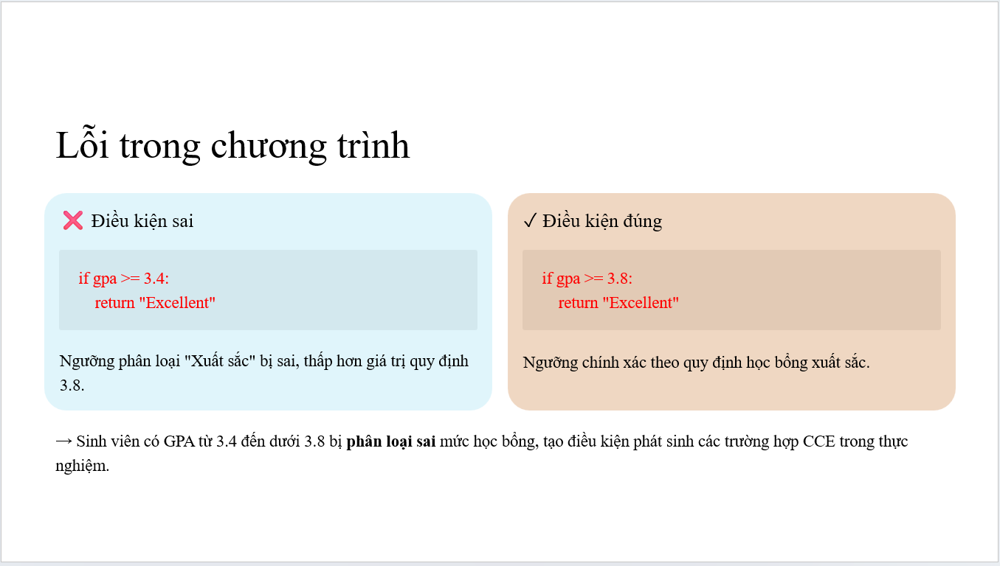 Lỗi trong chương trình
❌ Điều kiện sai
if gpa >= 3.4:
return "Excellent"
Ngưỡng phân loại "Xuất sắc" bị sai, thấp hơn giá trị quy định
3.8.
✓ Điều kiện đúng
if gpa >= 3.8:
return "Excellent"
Ngưỡng chính xác theo quy định học bổng xuất sắc.
→ Sinh viên có GPA từ 3.4 đến dưới 3.8 bị phân loại sai mức học bổng, tạo điều kiện phát sinh các trường hợp CCE trong thực
nghiệm.